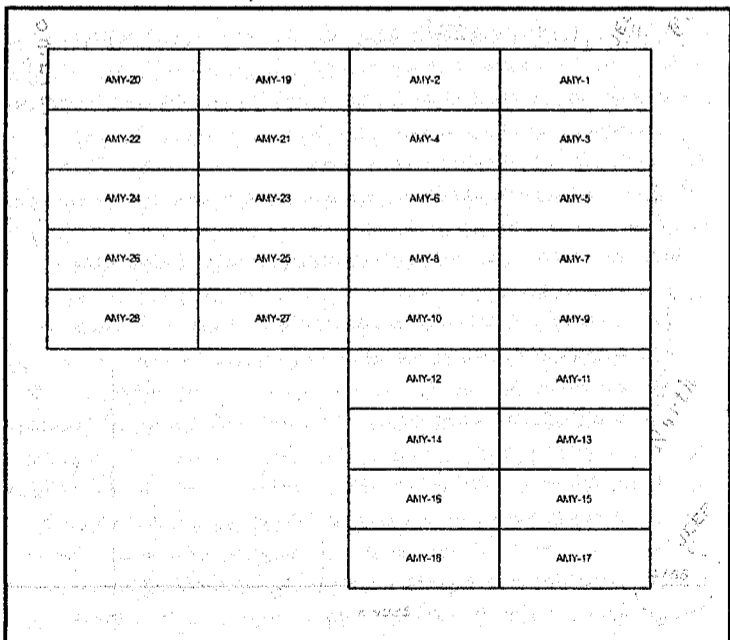 AMY-20 AMY-19 AMY-2 AMY-1
AMY-22 AMY-21 AMY-4 AMY-3
AMY-24 AMY-23 AMY-6 AMY-5
AMY-26 AMY-25 AMY-8 AMY-7
AMY-28 AMY-27 AMY-10 AMY-9
AMY-12 AMY-11
AMY-14 AMY-13
AMY-16 AMY-15
AMY-18 AMY-17
North
JEEP